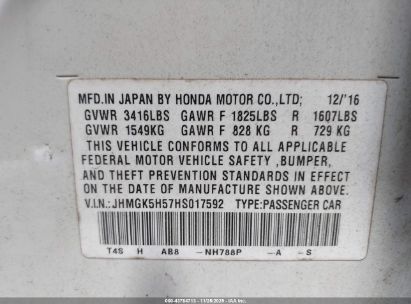 MFD.IN JAPAN BY HONDA MOTOR CO.,LTD; 12/'16
GVWR 3416LBS GAWR F 1825LBS R 1607LBS
GVWR 1549KG GAWR F 828 KG R 729 KG
THIS VEHICLE CONFORMS TO ALL APPLICABLE
FEDERAL MOTOR VEHICLE SAFETY ,BUMPER,
AND THEFT PREVENTION STANDARDS IN EFFECT
ON THE DATE OF MANUFACTURE SHOWN ABOVE.
V.I.N.: JHMGK5H57HS017592 TYPE:PASSENGER CAR
T4S H AB8 -NH788P -A -S